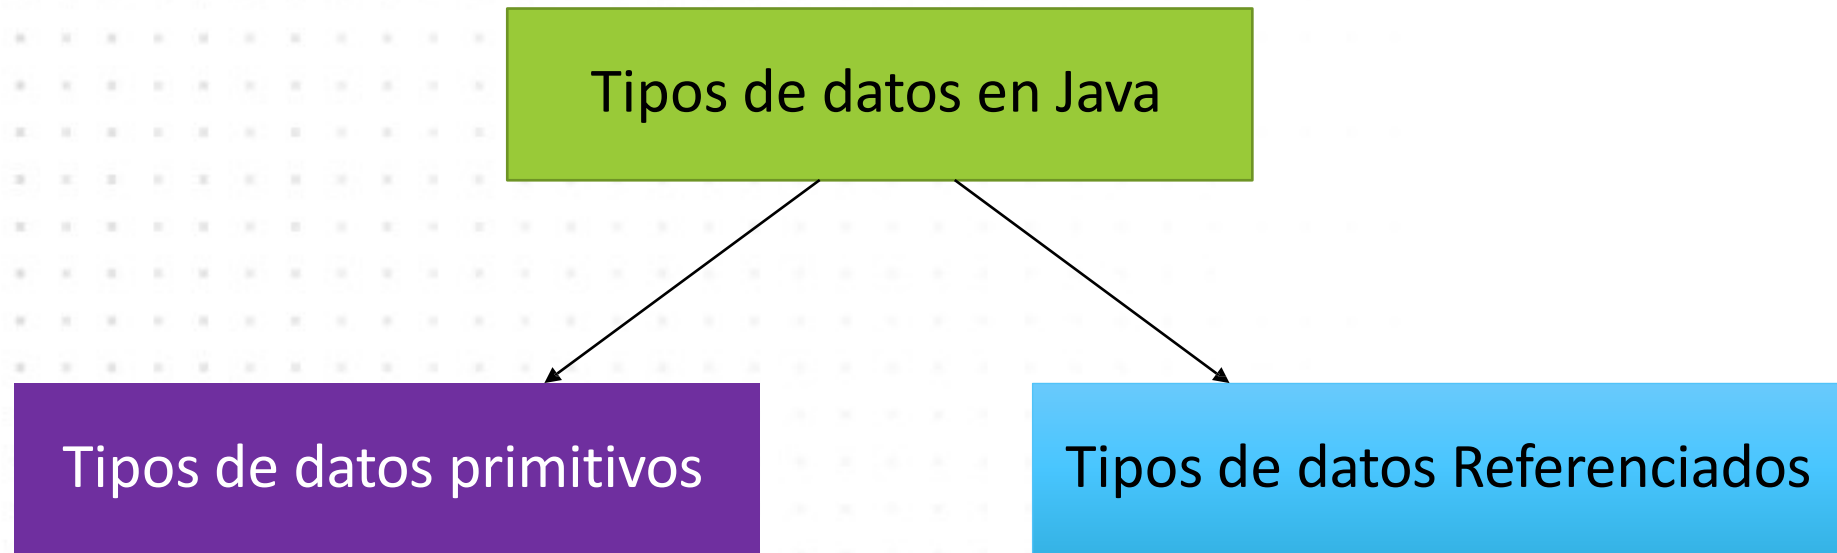 Tipos de datos en Java
Tipos de datos primitivos
Tipos de datos Referenciados